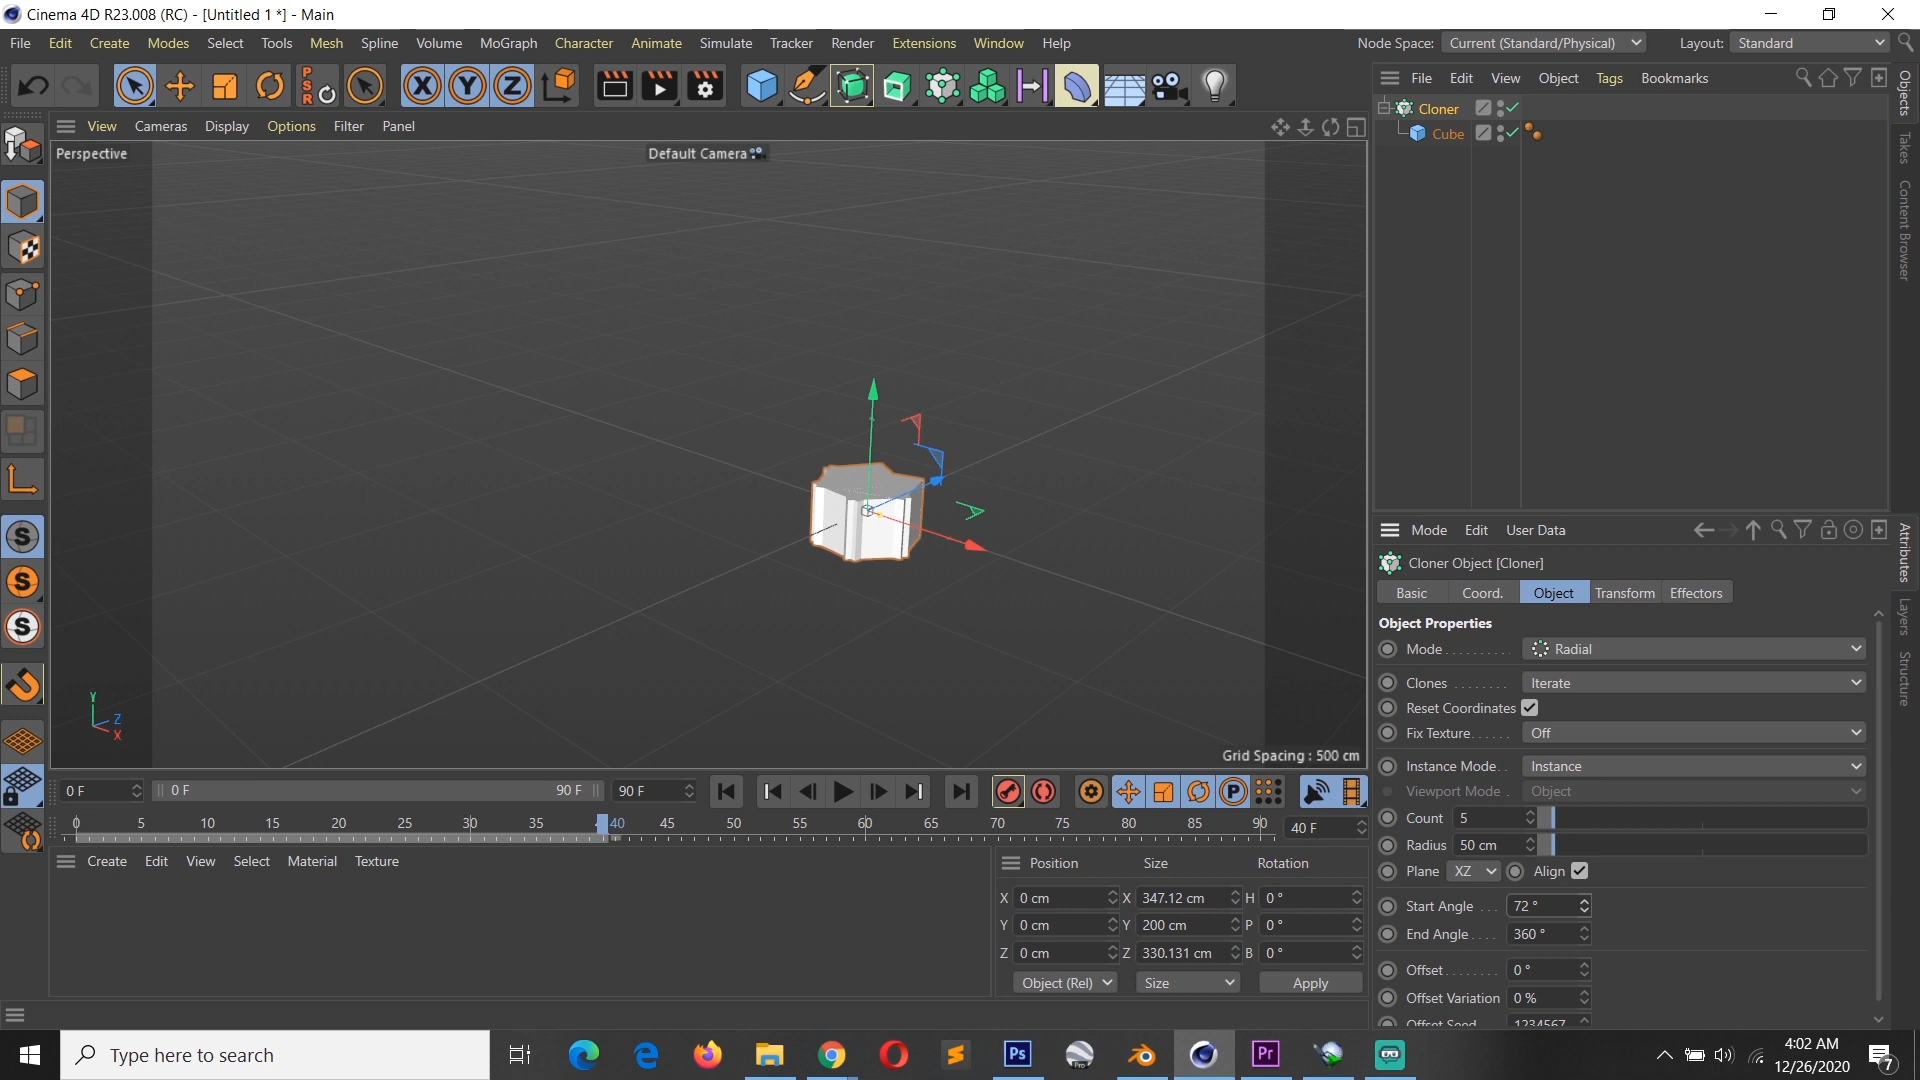 Cinema 4D R23.008 (RC) - [Untitled 1 *] - Main
File Edit Create Modes Select Tools Mesh Spline Volume MoGraph Character Animate Simulate Tracker Render Extensions Window Help
Node Space: Current (Standard/Physical) Layout: Standard
PSR X Y Z
File Edit View Object Tags Bookmarks
Cloner
Cube
Objects
Takes
Content Browser
View Cameras Display Options Filter Panel
Perspective
Default Camera
Y
Z
X
Grid Spacing : 500 cm
S
S
S
Mode Edit User Data
Cloner Object [Cloner]
Basic Coord. Object Transform Effectors
Object Properties
Mode Radial
Clones Iterate
Reset Coordinates
Fix Texture Off
Instance Mode Instance
Viewport Mode Object
Count 5
Radius 50 cm
Plane XZ Align
Start Angle 72 °
End Angle 360 °
Offset 0 °
Offset Variation 0 %
Offset Seed 1234567
Attributes
Layers
Structure
0 F 0 F 90 F 90 F P
0 5 10 15 20 25 30 35 40 45 50 55 60 65 70 75 80 85 90 40 F
Create Edit View Select Material Texture
Position Size Rotation
X 0 cm X 347.12 cm H 0 °
Y 0 cm Y 200 cm P 0 °
Z 0 cm Z 330.131 cm B 0 °
Object (Rel) Size Apply
Type here to search
Ps
Pro
Pr
4:02 AM
12/26/2020
7